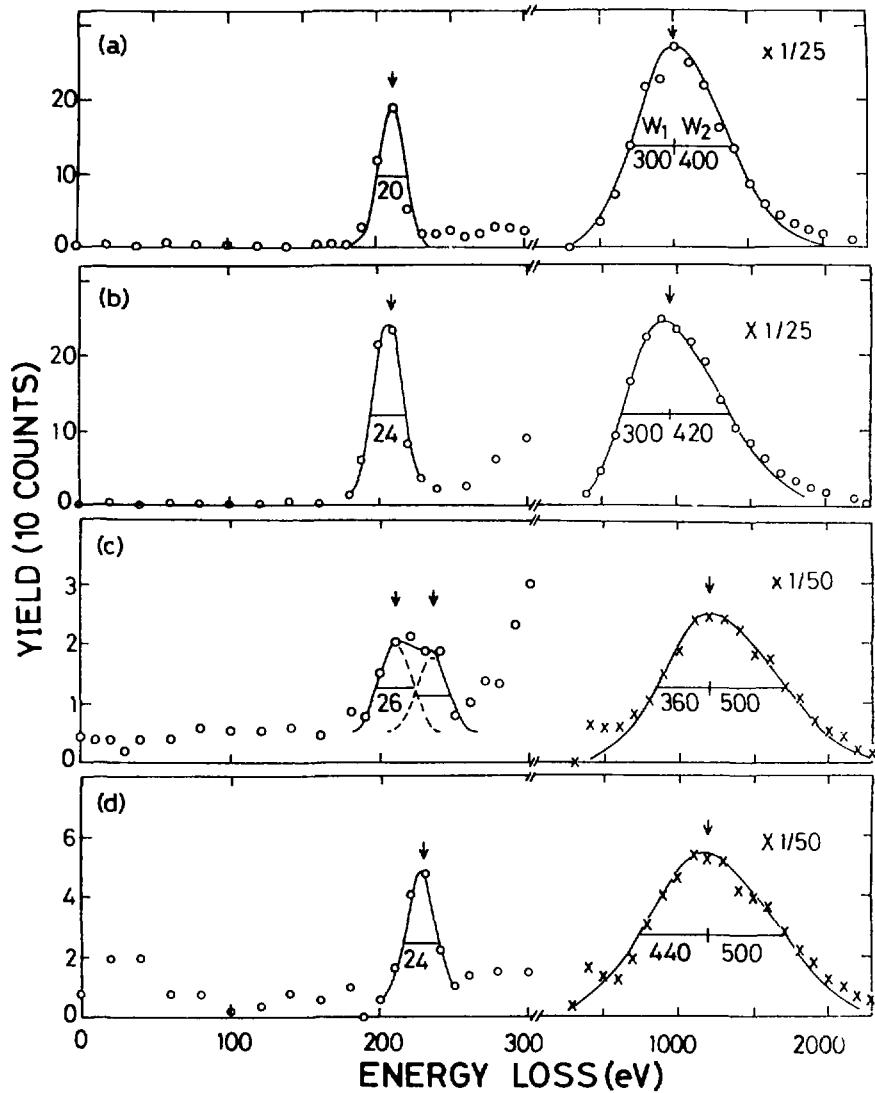 (a)
x 1/25
20
10
0
20
W1 W2
300 400
(b)
X 1/25
20
10
0
24
300 420
(c)
x 1/50
3
2
1
0
26
360 500
(d)
X 1/50
6
4
2
0
24
440 500
0 100 200 300 1000 2000
YIELD (10 COUNTS)
ENERGY LOSS (eV)